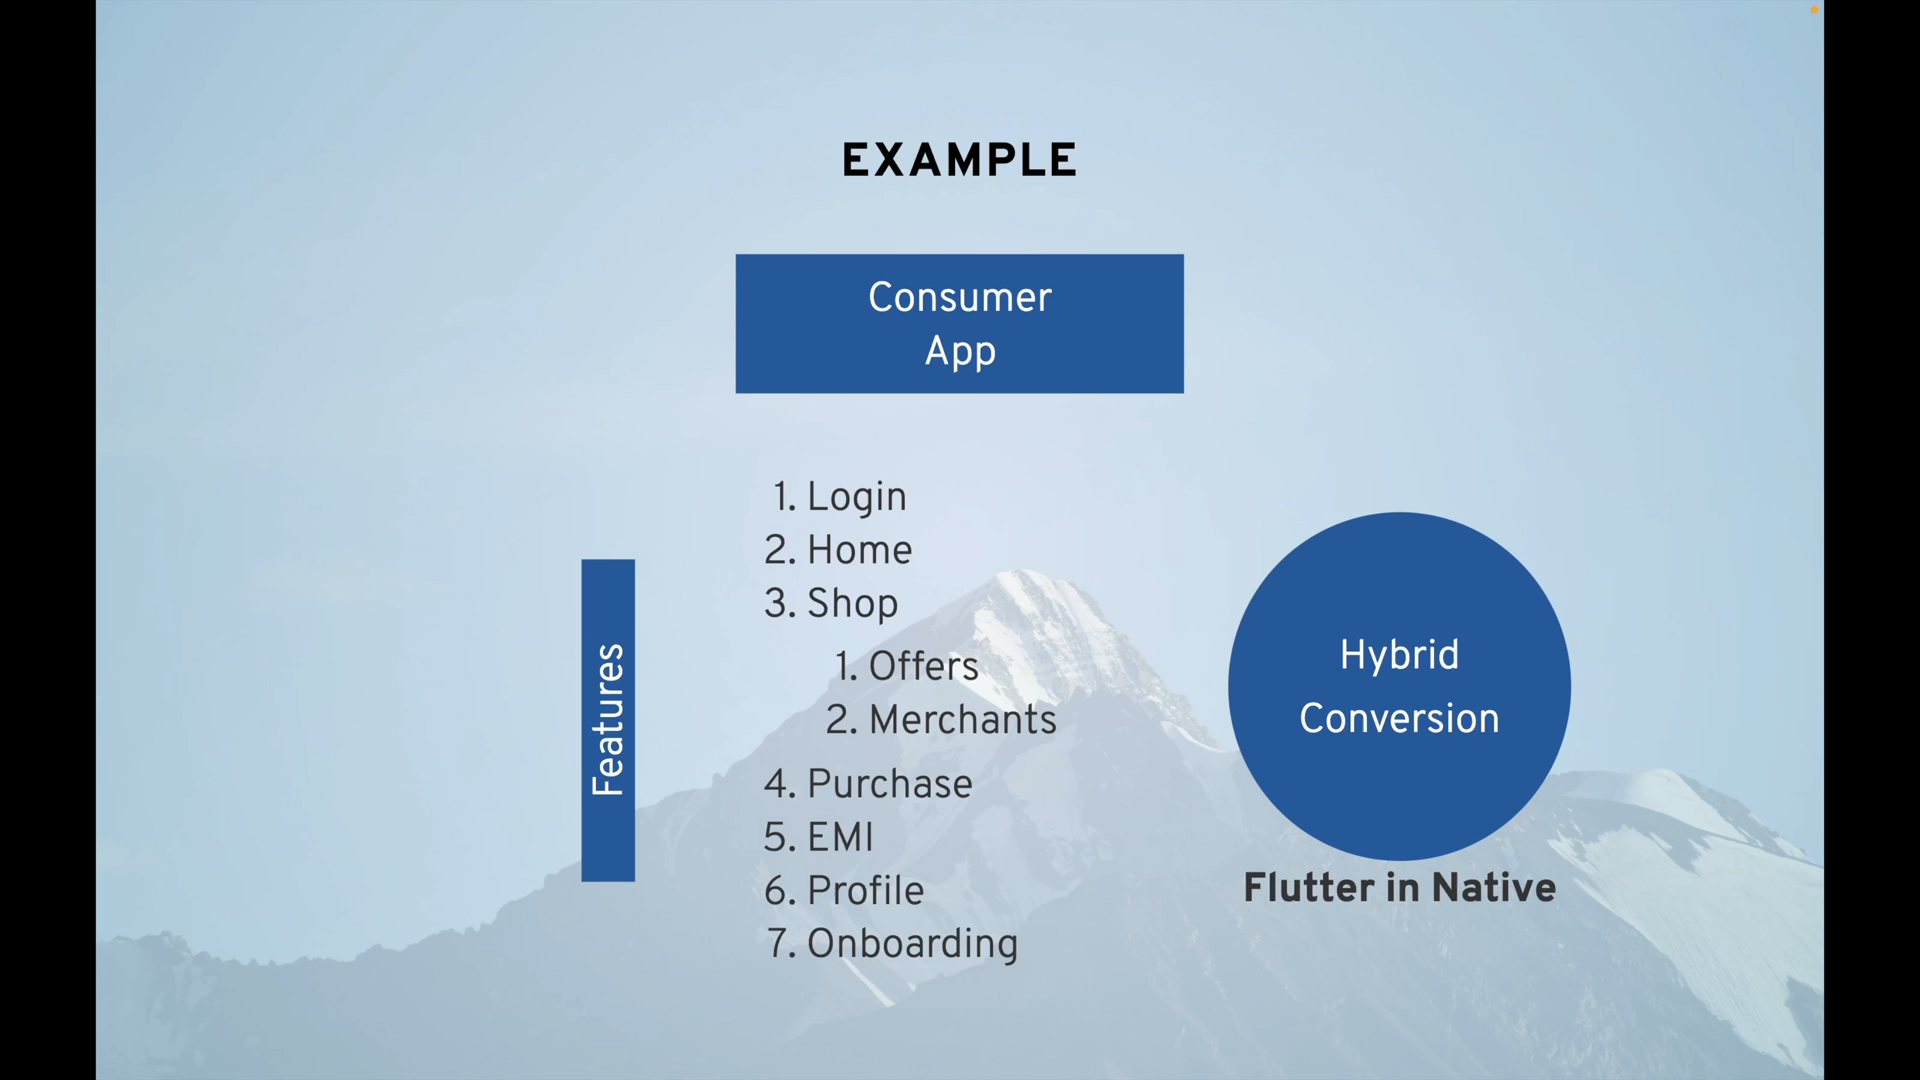 EXAMPLE
Consumer
App
Features
1. Login
2. Home
3. Shop
1. Offers
2. Merchants
4. Purchase
5. EMI
6. Profile
7. Onboarding
Hybrid
Conversion
Flutter in Native